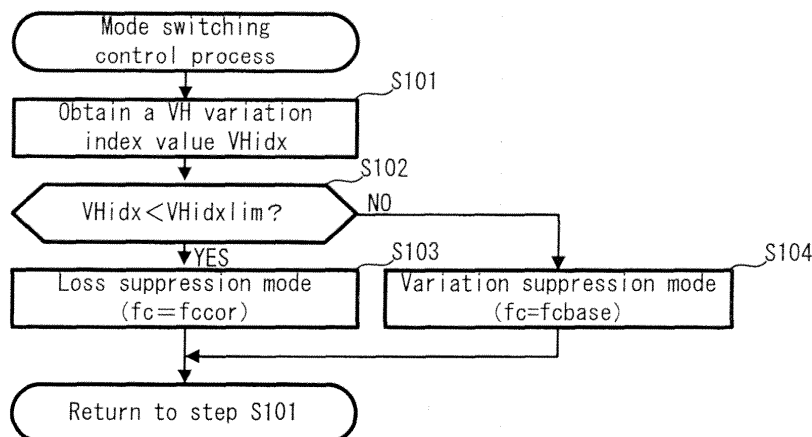 Mode switching
control process
S101
Obtain a VH variation
index value VHidx
S102
VHidx＜VHidxlim？
NO
YES
S103
Loss suppression mode
(fc＝fccor)
S104
Variation suppression mode
(fc=fcbase)
Return to step S101